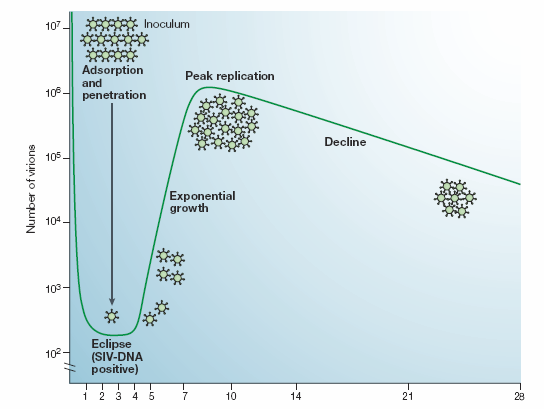 10⁷
Inoculum
Adsorption
and
penetration
Peak replication
10⁶
Decline
10⁵
Number of virions
Exponential
growth
10⁴
10³
Eclipse
(SIV-DNA
positive)
10²
1 2 3 4 5 7 10 14 21 28